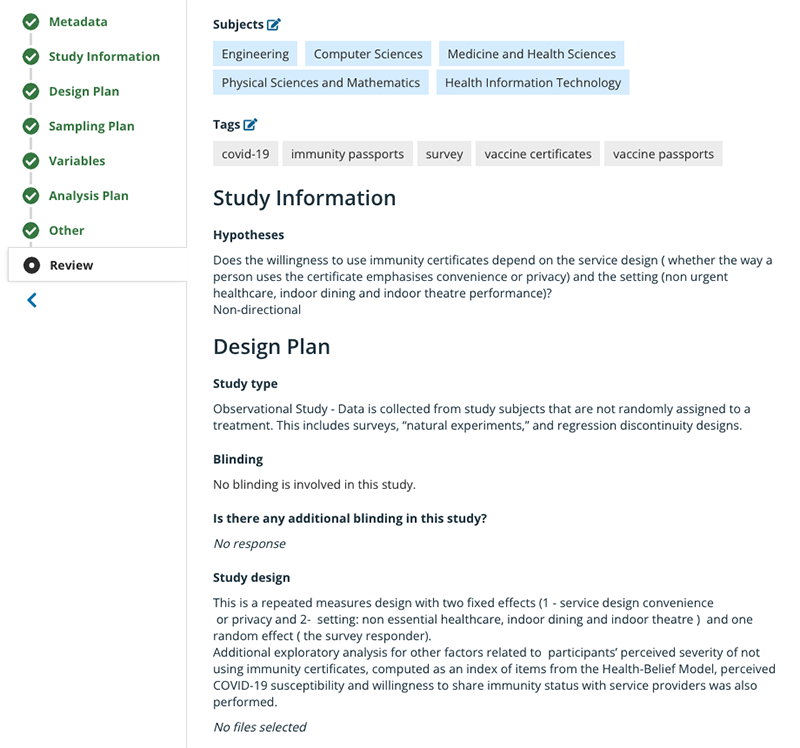 Metadata
Study Information
Design Plan
Sampling Plan
Variables
Analysis Plan
Other
Review
Subjects
Engineering Computer Sciences Medicine and Health Sciences
Physical Sciences and Mathematics Health Information Technology
Tags
covid-19 immunity passports survey vaccine certificates vaccine passports
Study Information
Hypotheses
Does the willingness to use immunity certificates depend on the service design ( whether the way a
person uses the certificate emphasises convenience or privacy) and the setting (non urgent
healthcare, indoor dining and indoor theatre performance)?
Non-directional
Design Plan
Study type
Observational Study - Data is collected from study subjects that are not randomly assigned to a
treatment. This includes surveys, “natural experiments,” and regression discontinuity designs.
Blinding
No blinding is involved in this study.
Is there any additional blinding in this study?
No response
Study design
This is a repeated measures design with two fixed effects (1 - service design convenience
or privacy and 2- setting: non essential healthcare, indoor dining and indoor theatre ) and one
random effect ( the survey responder).
Additional exploratory analysis for other factors related to participants’ perceived severity of not
using immunity certificates, computed as an index of items from the Health-Belief Model, perceived
COVID-19 susceptibility and willingness to share immunity status with service providers was also
performed.
No files selected